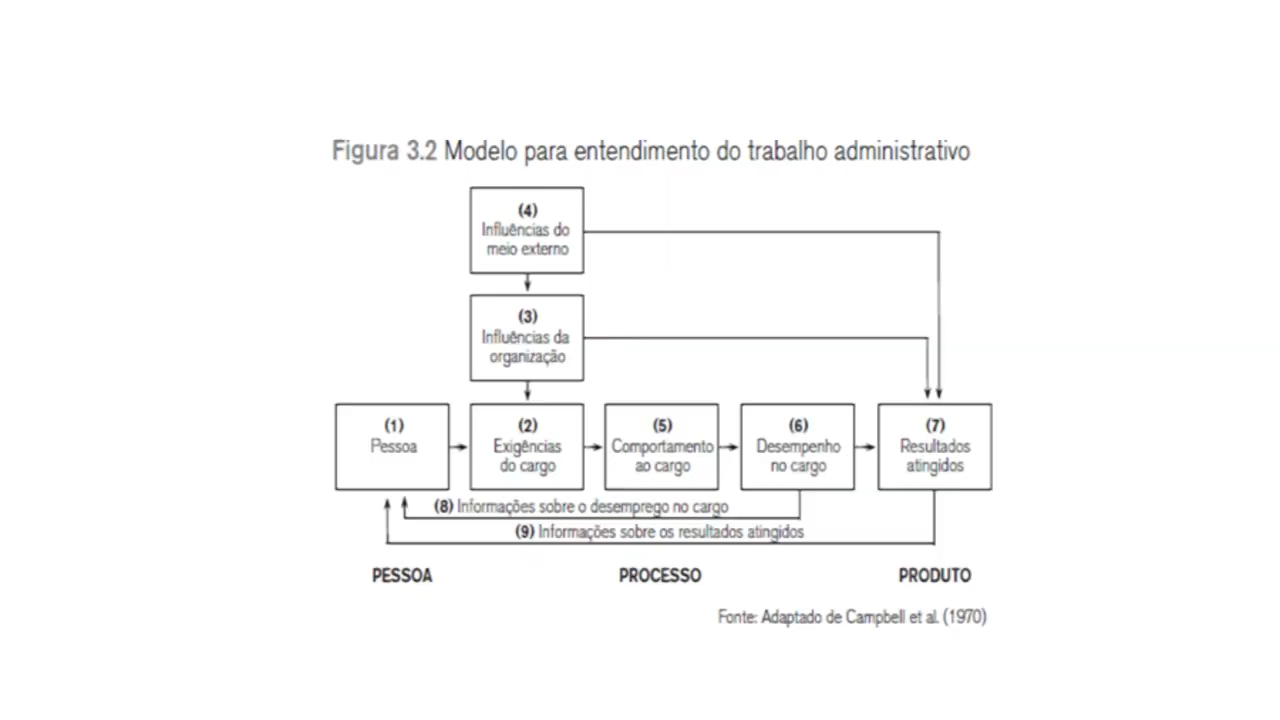 Figura 3.2 Modelo para entendimento do trabalho administrativo
(4)
Influências do
meio externo
(3)
Influências da
organização
(1)
Pessoa
(2)
Exigências
do cargo
(5)
Comportamento
ao cargo
(6)
Desempenho
no cargo
(7)
Resultados
atingidos
(8) Informações sobre o desemprego no cargo
(9) Informações sobre os resultados atingidos
PESSOA
PROCESSO
PRODUTO
Fonte: Adaptado de Campbell et al. (1970)